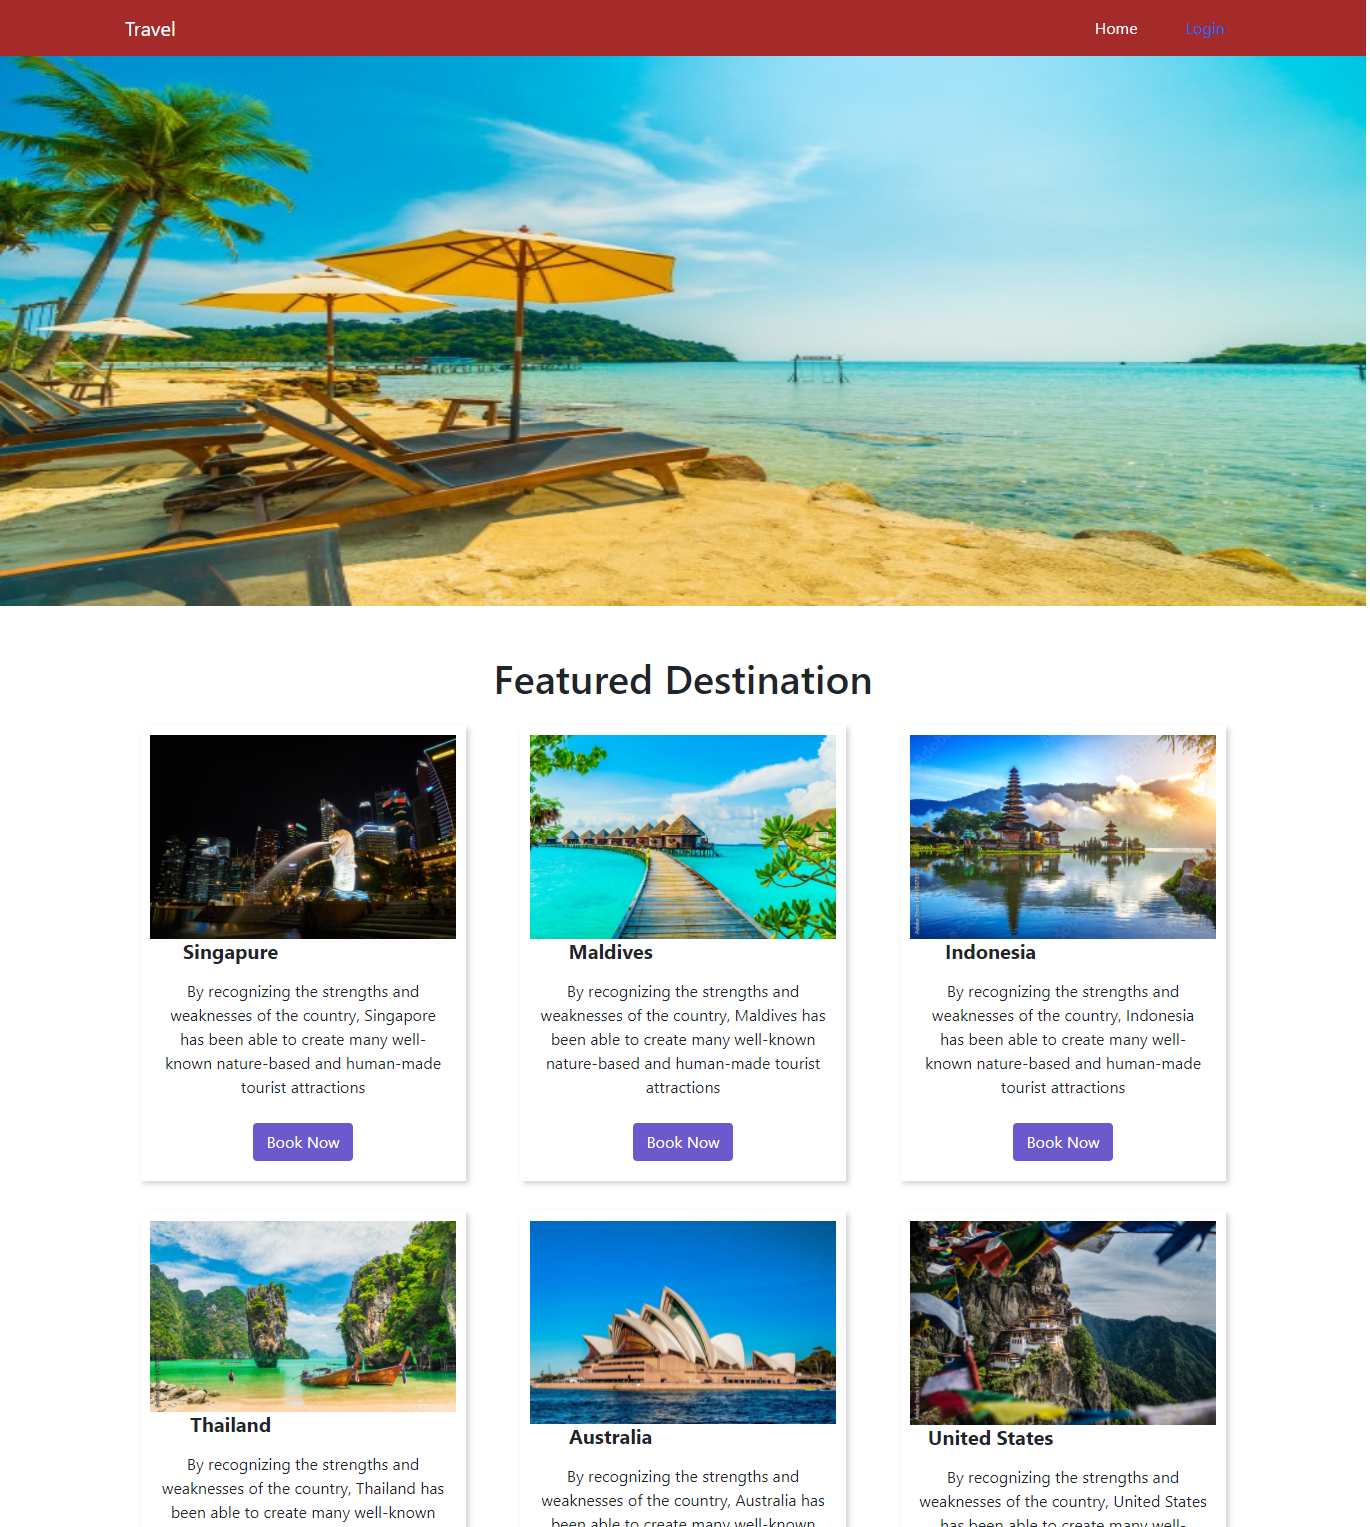 Travel
Home
Login
Featured Destination
Singapure
By recognizing the strengths and
weaknesses of the country, Singapore
has been able to create many well-
known nature-based and human-made
tourist attractions
Book Now
Maldives
By recognizing the strengths and
weaknesses of the country, Maldives has
been able to create many well-known
nature-based and human-made tourist
attractions
Book Now
Indonesia
By recognizing the strengths and
weaknesses of the country, Indonesia
has been able to create many well-
known nature-based and human-made
tourist attractions
Book Now
Thailand
By recognizing the strengths and
weaknesses of the country, Thailand has
been able to create many well-known
Australia
By recognizing the strengths and
weaknesses of the country, Australia has
been able to create many well-known
United States
By recognizing the strengths and
weaknesses of the country, United States
has been able to create many well-